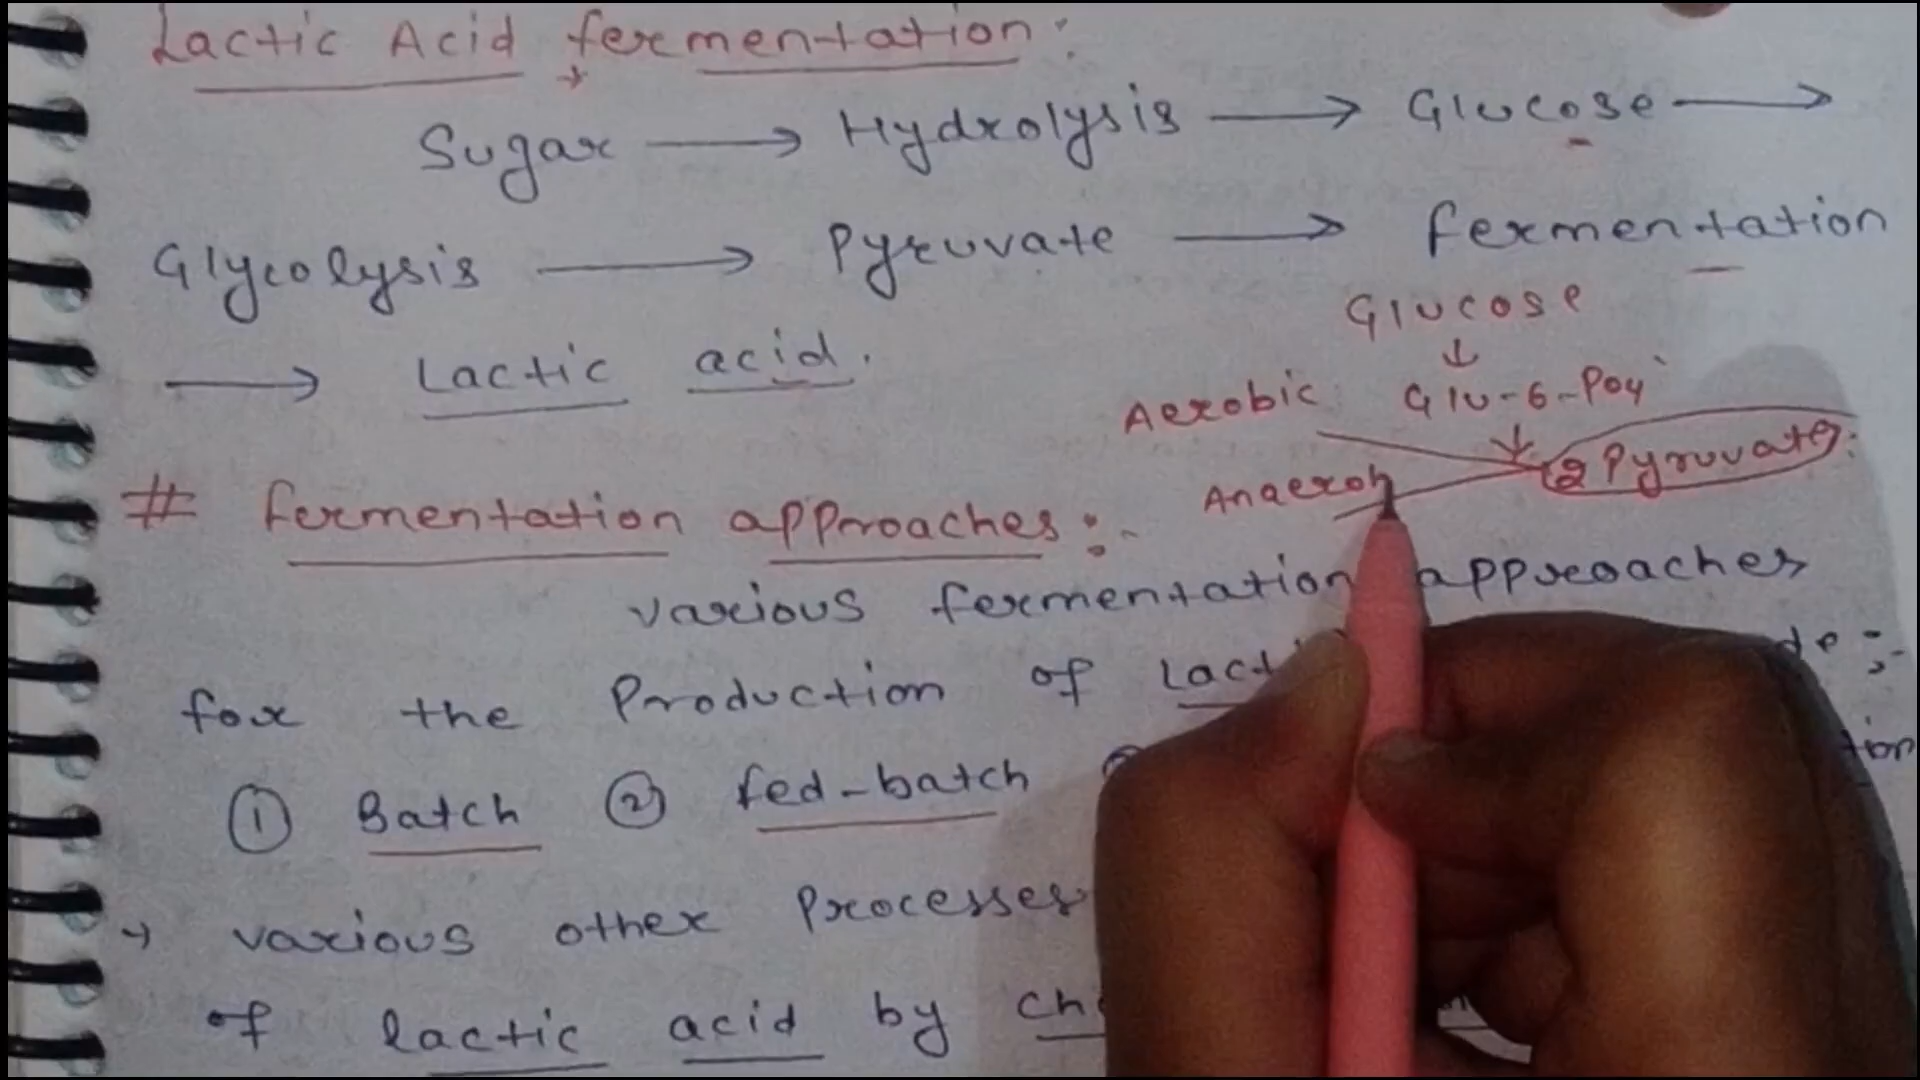 Lactic Acid fermentation:
Sugar → Hydrolysis → Glucose →
Glycolysis → Pyruvate → fermentation
→ Lactic acid.
Glucose
↓
Aerobic Glu-6-PO4
↓
2 Pyruvate
Anaerob
# fermentation approaches:-
various fermentation approaches
for the Production of
① Batch ② fed-batch
→ various other Processes
of lactic acid by